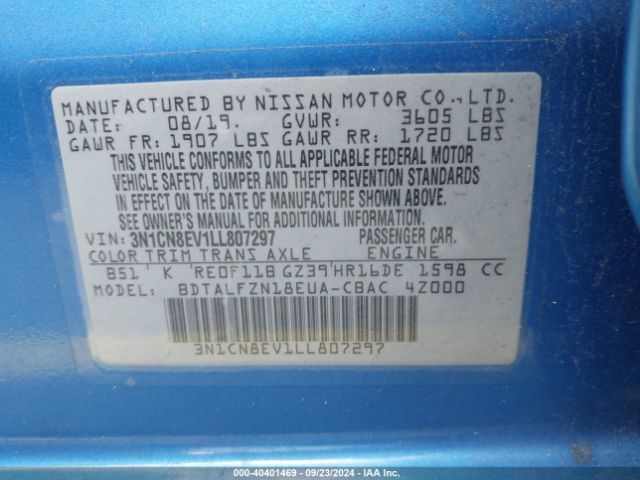 MANUFACTURED BY NISSAN MOTOR CO., LTD.
DATE: 08/19. GVWR: 3605 LBS
GAWR FR: 1907 LBS GAWR RR: 1720 LBS
THIS VEHICLE CONFORMS TO ALL APPLICABLE FEDERAL MOTOR
VEHICLE SAFETY, BUMPER AND THEFT PREVENTION STANDARDS
IN EFFECT ON THE DATE OF MANUFACTURE SHOWN ABOVE.
SEE OWNER'S MANUAL FOR ADDITIONAL INFORMATION.
VIN: 3N1CN8EV1LL807297 PASSENGER CAR.
COLOR TRIM TRANS AXLE ENGINE
B51 K RE0F11B GZ39 HR16DE 1598 CC
MODEL: BDTALFZN18EUA-CBAC 4Z000
3N1CN8EV1LL807297
000-40401469 - 09/23/2024 - IAA Inc.